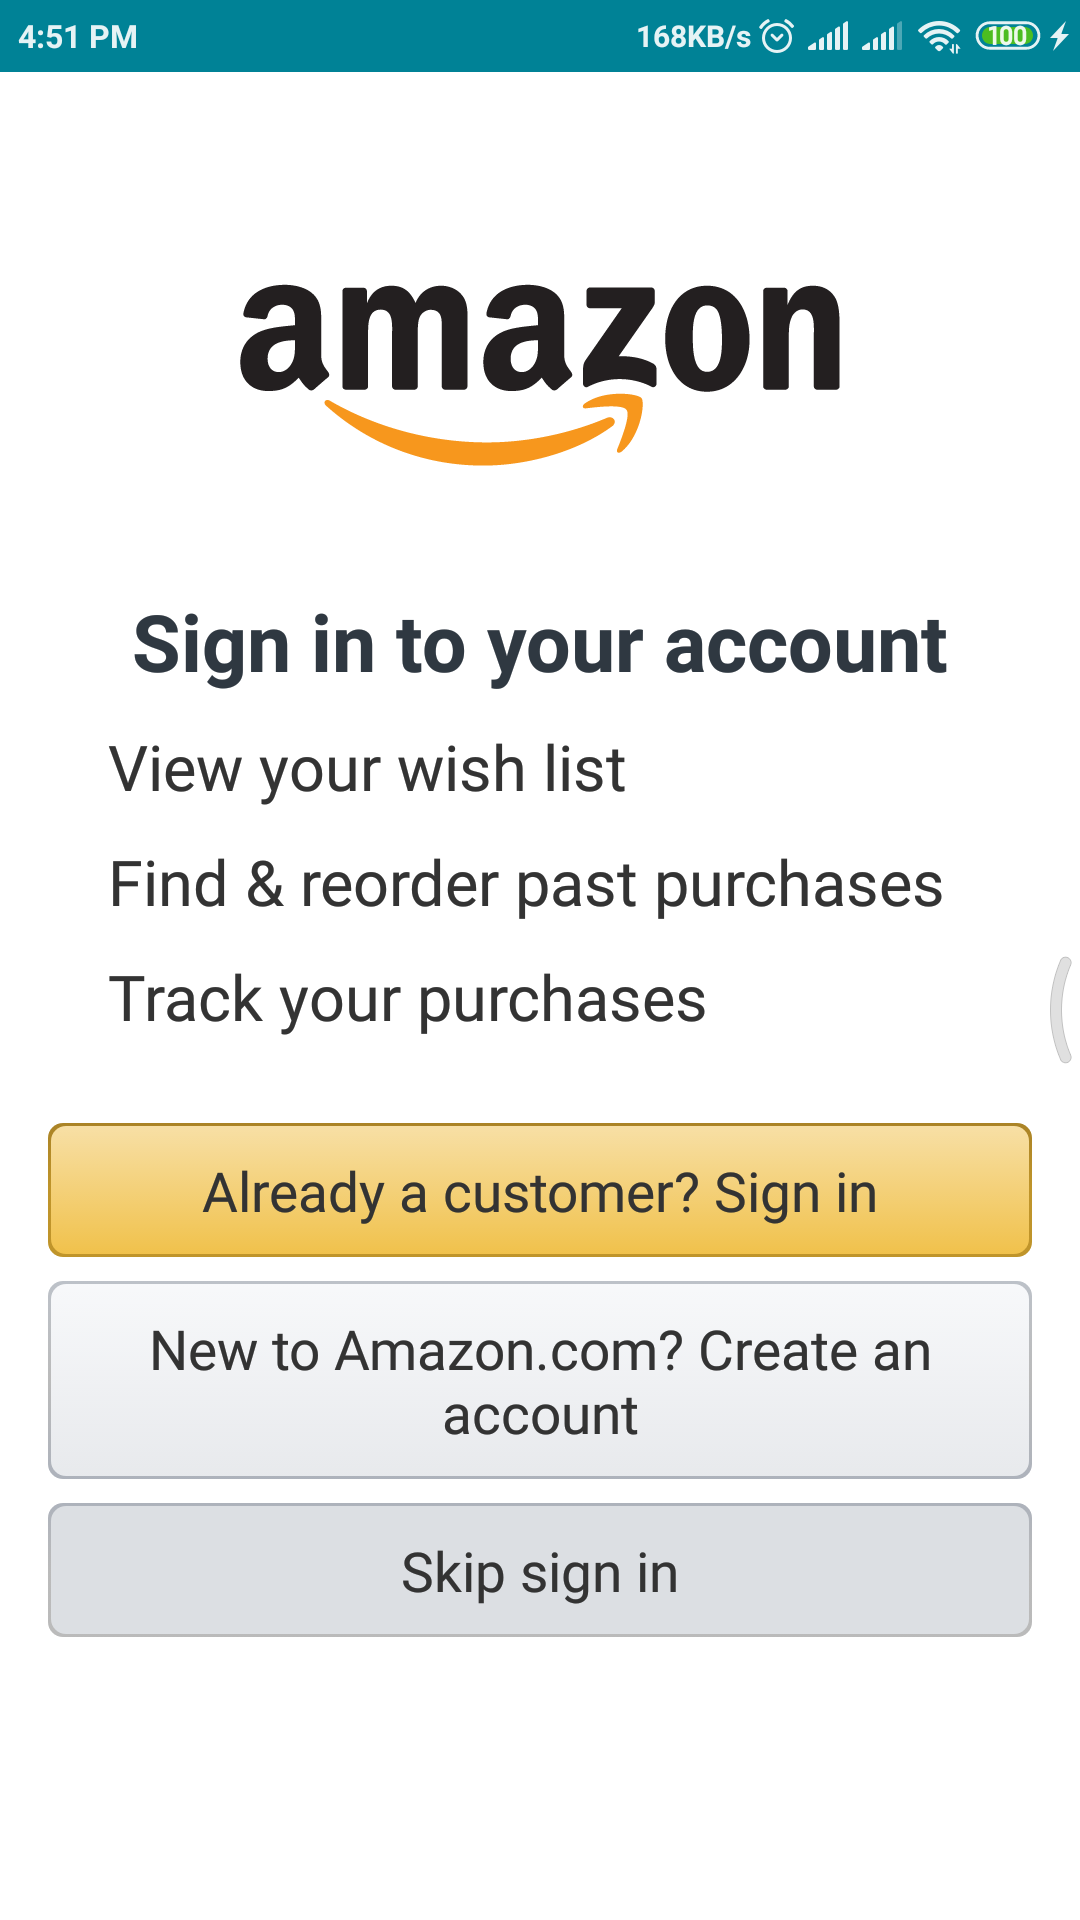 4:51 PM 168KB/s 100
amazon
Sign in to your account
View your wish list
Find & reorder past purchases
Track your purchases
Already a customer? Sign in
New to Amazon.com? Create an
account
Skip sign in